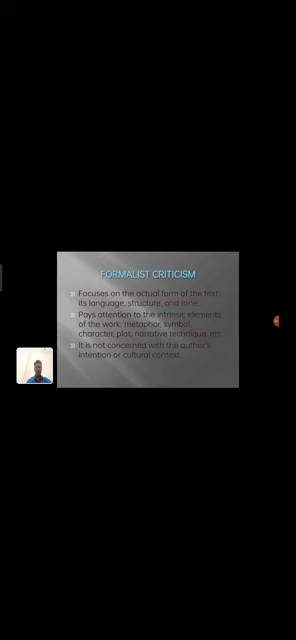 FORMALIST CRITICISM
Focuses on the actual form of the text:
its language, structure, and tone.
Pays attention to the intrinsic elements
of the work: metaphor, symbol,
character, plot, narrative technique, etc.
It is not concerned with the author's
intention or cultural context.